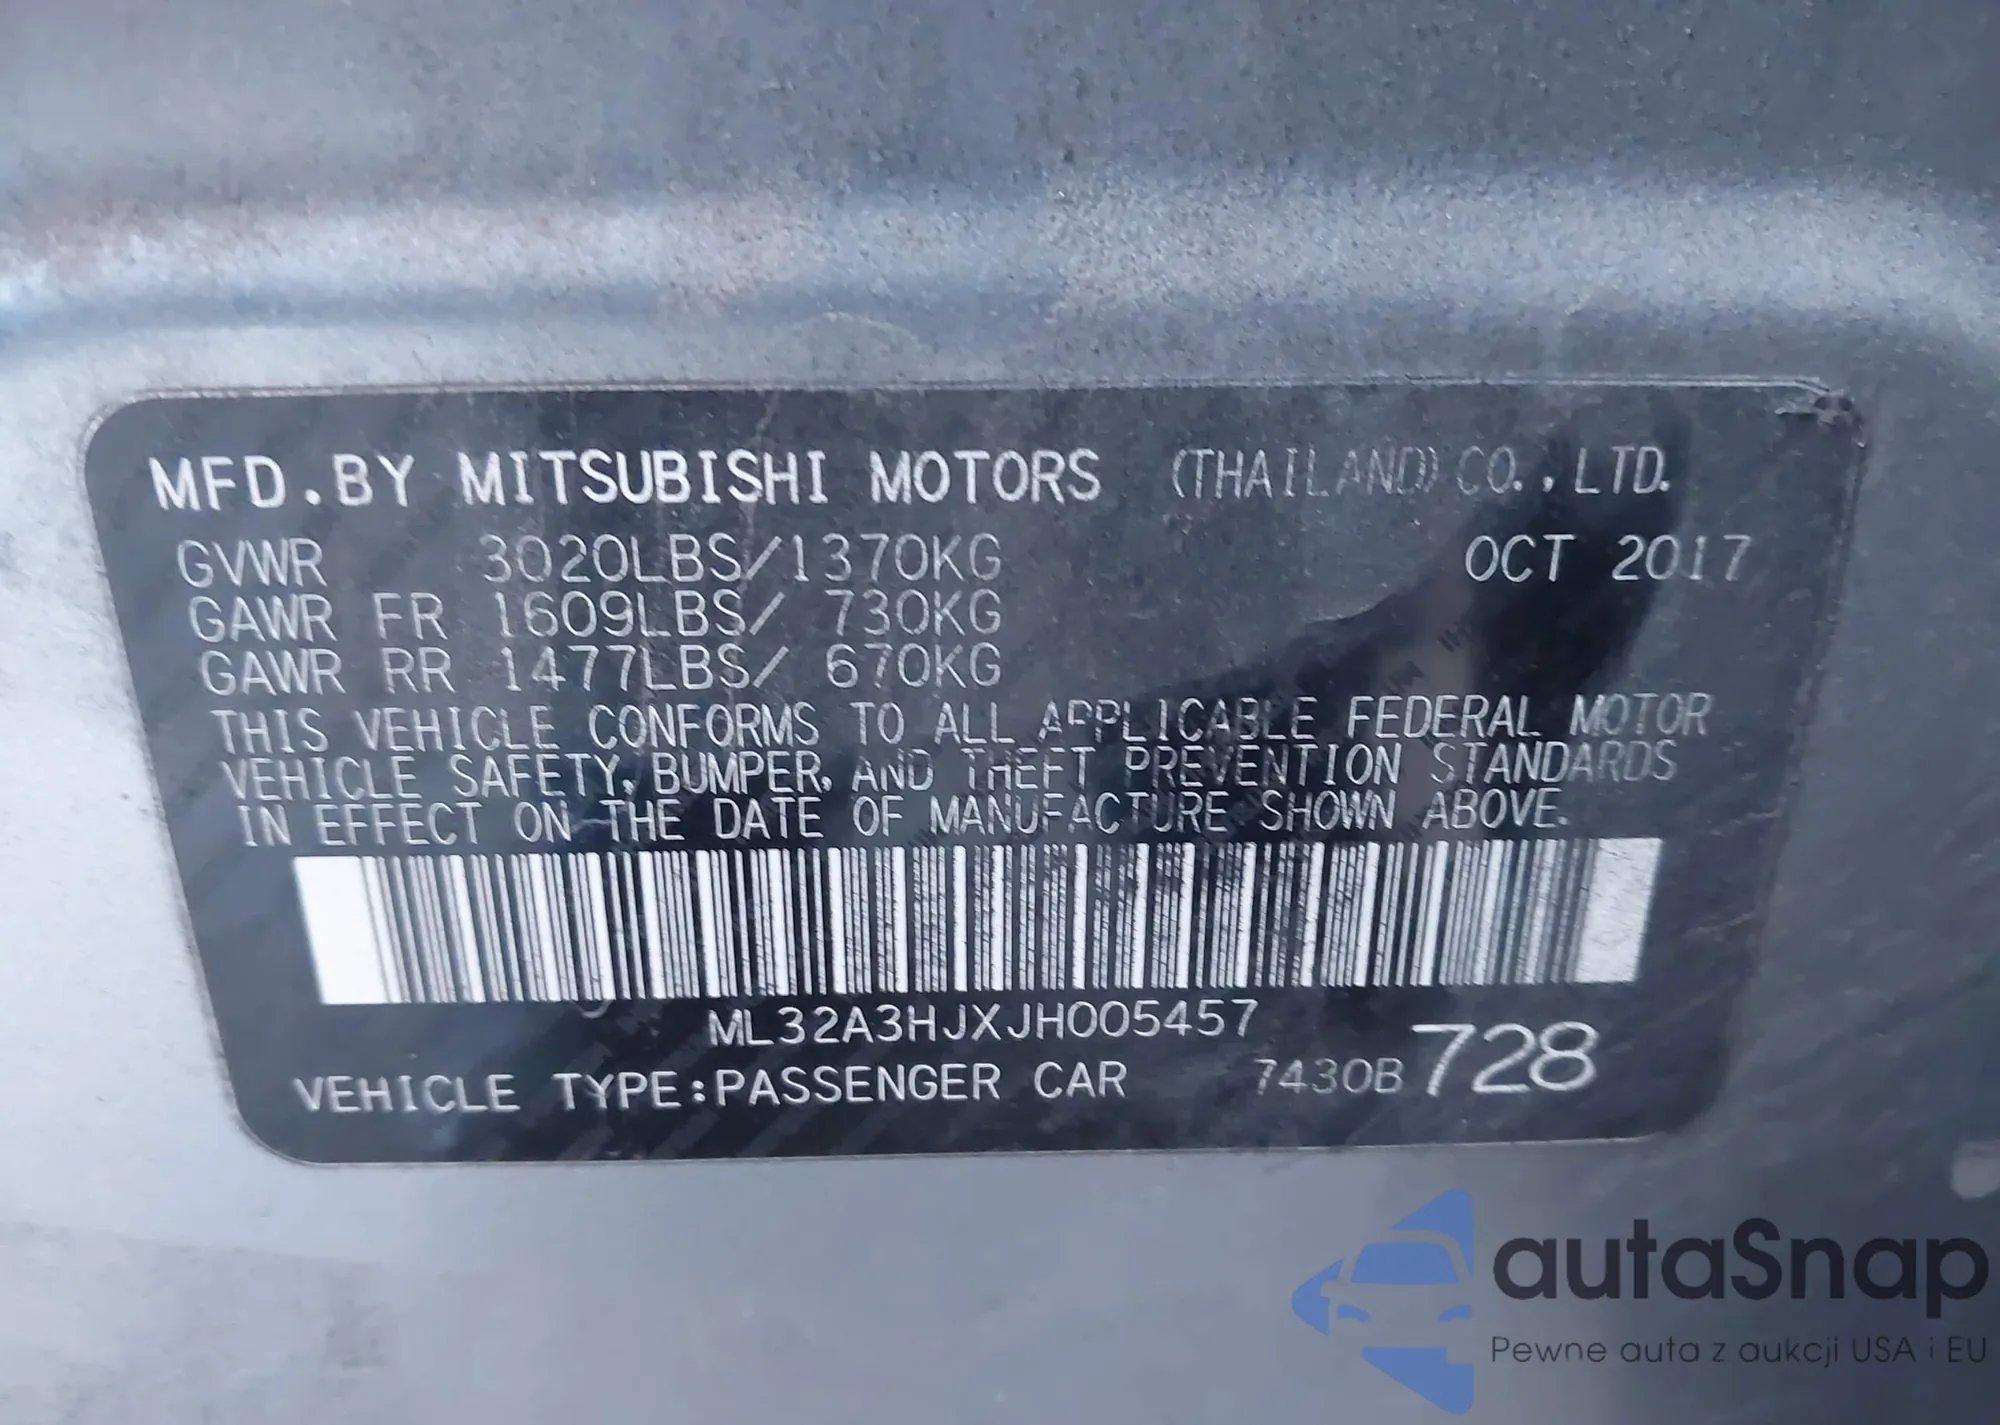 MFD.BY MITSUBISHI MOTORS (THAILAND) CO.,LTD.
GVWR 3020LBS/1370KG OCT 2017
GAWR FR 1609LBS/ 730KG
GAWR RR 1477LBS/ 670KG
THIS VEHICLE CONFORMS TO ALL APPLICABLE FEDERAL MOTOR
VEHICLE SAFETY, BUMPER, AND THEFT PREVENTION STANDARDS
IN EFFECT ON THE DATE OF MANUFACTURE SHOWN ABOVE.
ML32A3HJXJH005457
VEHICLE TYPE:PASSENGER CAR 7430B 728
autaSnap
Pewne auta z aukcji USA i EU